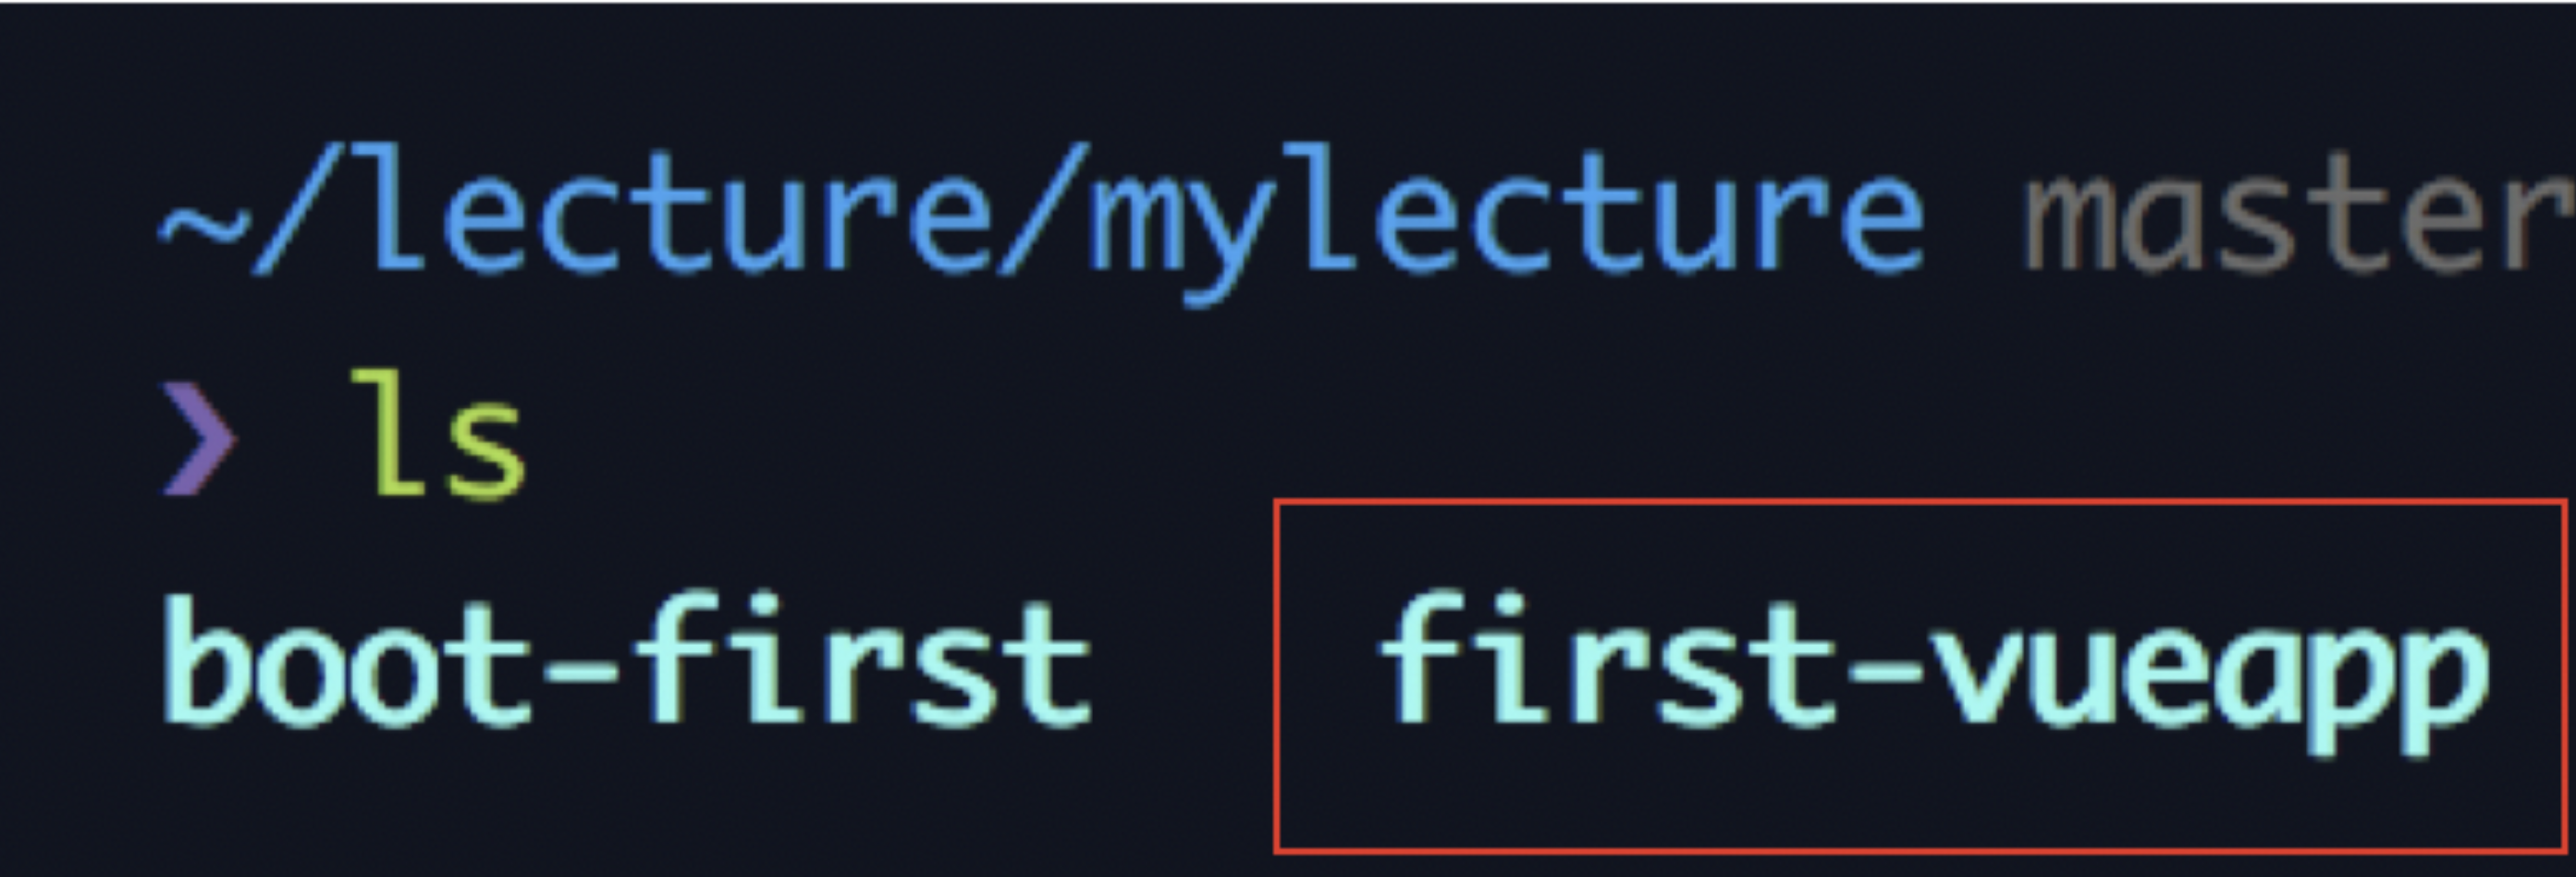 ~/lecture/mylecture master
❯ ls
boot-first first-vueapp